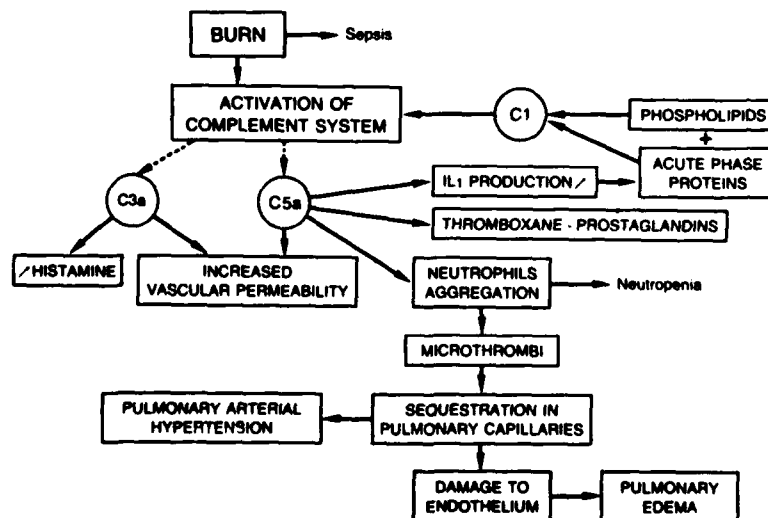 BURN
Sepsis
ACTIVATION OF
COMPLEMENT SYSTEM
C1
PHOSPHOLIPIDS
+
ACUTE PHASE
PROTEINS
C3a
C5a
IL1 PRODUCTION /
THROMBOXANE - PROSTAGLANDINS
/ HISTAMINE
INCREASED
VASCULAR PERMEABILITY
NEUTROPHILS
AGGREGATION
Neutropenia
MICROTHROMBI
PULMONARY ARTERIAL
HYPERTENSION
SEQUESTRATION IN
PULMONARY CAPILLARIES
DAMAGE TO
ENDOTHELIUM
PULMONARY
EDEMA